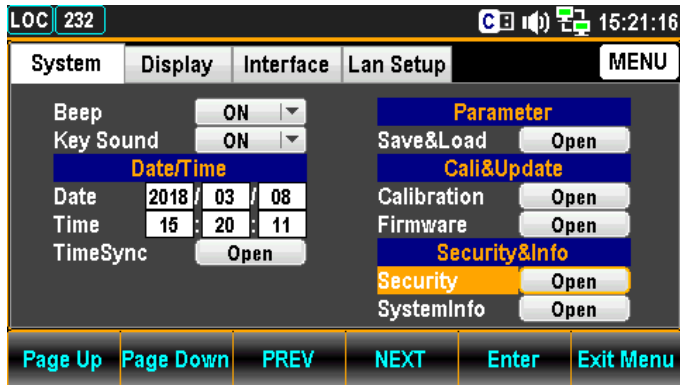 LOC 232 C 15:21:16
System Display Interface Lan Setup MENU
Beep ON
Key Sound ON
Date/Time
Date 2018 / 03 / 08
Time 15 : 20 : 11
TimeSync Open
Parameter
Save&Load Open
Cali&Update
Calibration Open
Firmware Open
Security&Info
Security Open
SystemInfo Open
Page Up Page Down PREV NEXT Enter Exit Menu